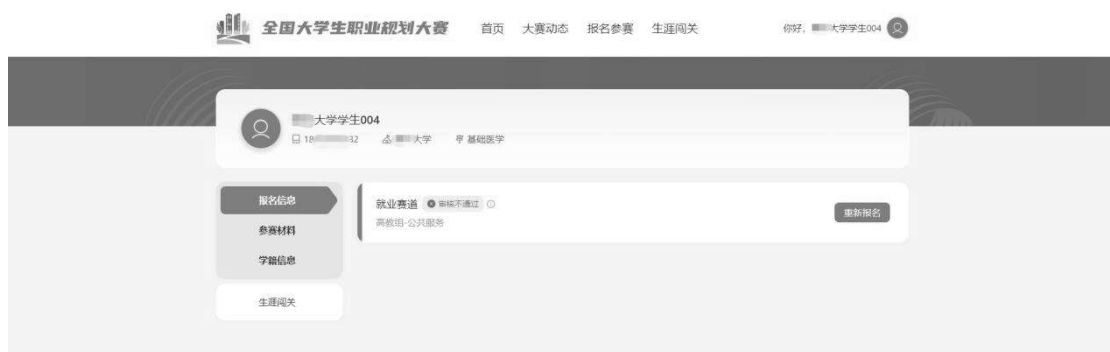 全国大学生职业规划大赛 首页 大赛动态 报名参赛 生涯闯关 你好, 大学学生004
大学学生004
18 32 大学 基础医学
报名信息
参赛材料
学籍信息
生涯闯关
就业赛道 审核不通过
高教组-公共服务
重新报名